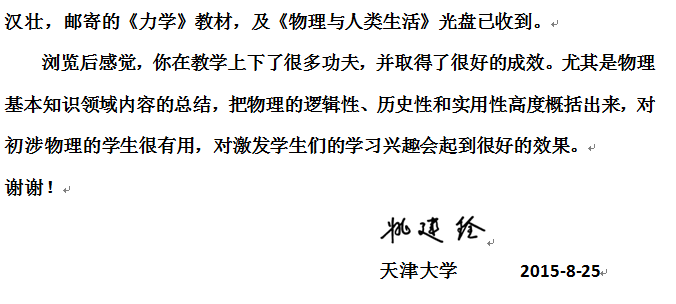 汉壮，邮寄的《力学》教材，及《物理与人类生活》光盘已收到。
浏览后感觉，你在教学上下了很多功夫，并取得了很好的成效。尤其是物理
基本知识领域内容的总结，把物理的逻辑性、历史性和实用性高度概括出来，对
初涉物理的学生很有用，对激发学生们的学习兴趣会起到很好的效果。
谢谢！
姚建铨
天津大学 2015-8-25